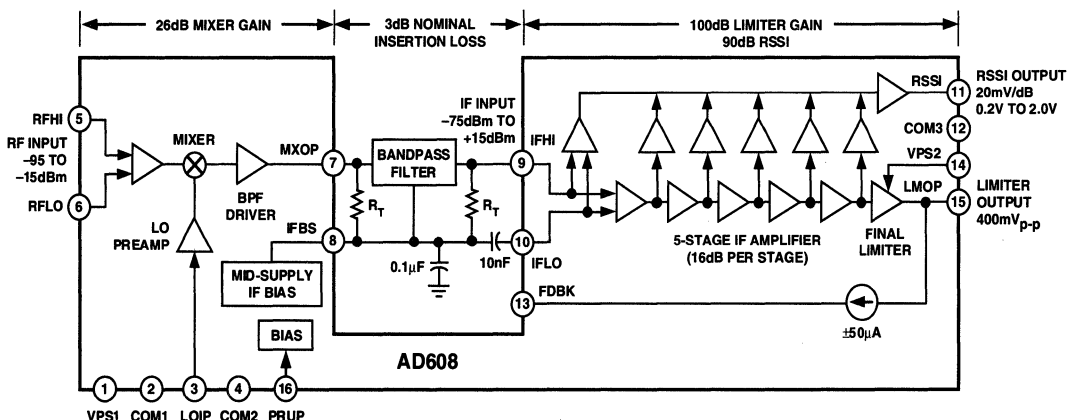 26dB MIXER GAIN
3dB NOMINAL
INSERTION LOSS
100dB LIMITER GAIN
90dB RSSI
RFHI
5
RF INPUT
–95 TO
–15dBm
6
RFLO
MIXER
LO
PREAMP
BPF
DRIVER
MXOP
7
IFBS
8
MID-SUPPLY
IF BIAS
BIAS
BANDPASS
FILTER
RT
RT
0.1μF
10nF
IF INPUT
–75dBm TO
+15dBm
9
IFHI
10
IFLO
FDBK
13
5-STAGE IF AMPLIFIER
(16dB PER STAGE)
FINAL
LIMITER
±50μA
RSSI
11
RSSI OUTPUT
20mV/dB
0.2V TO 2.0V
COM3
12
VPS2
14
LMOP
15
LIMITER
OUTPUT
400mVp-p
AD608
1
2
3
4
16
VPS1 COM1 LOIP COM2 PRUP